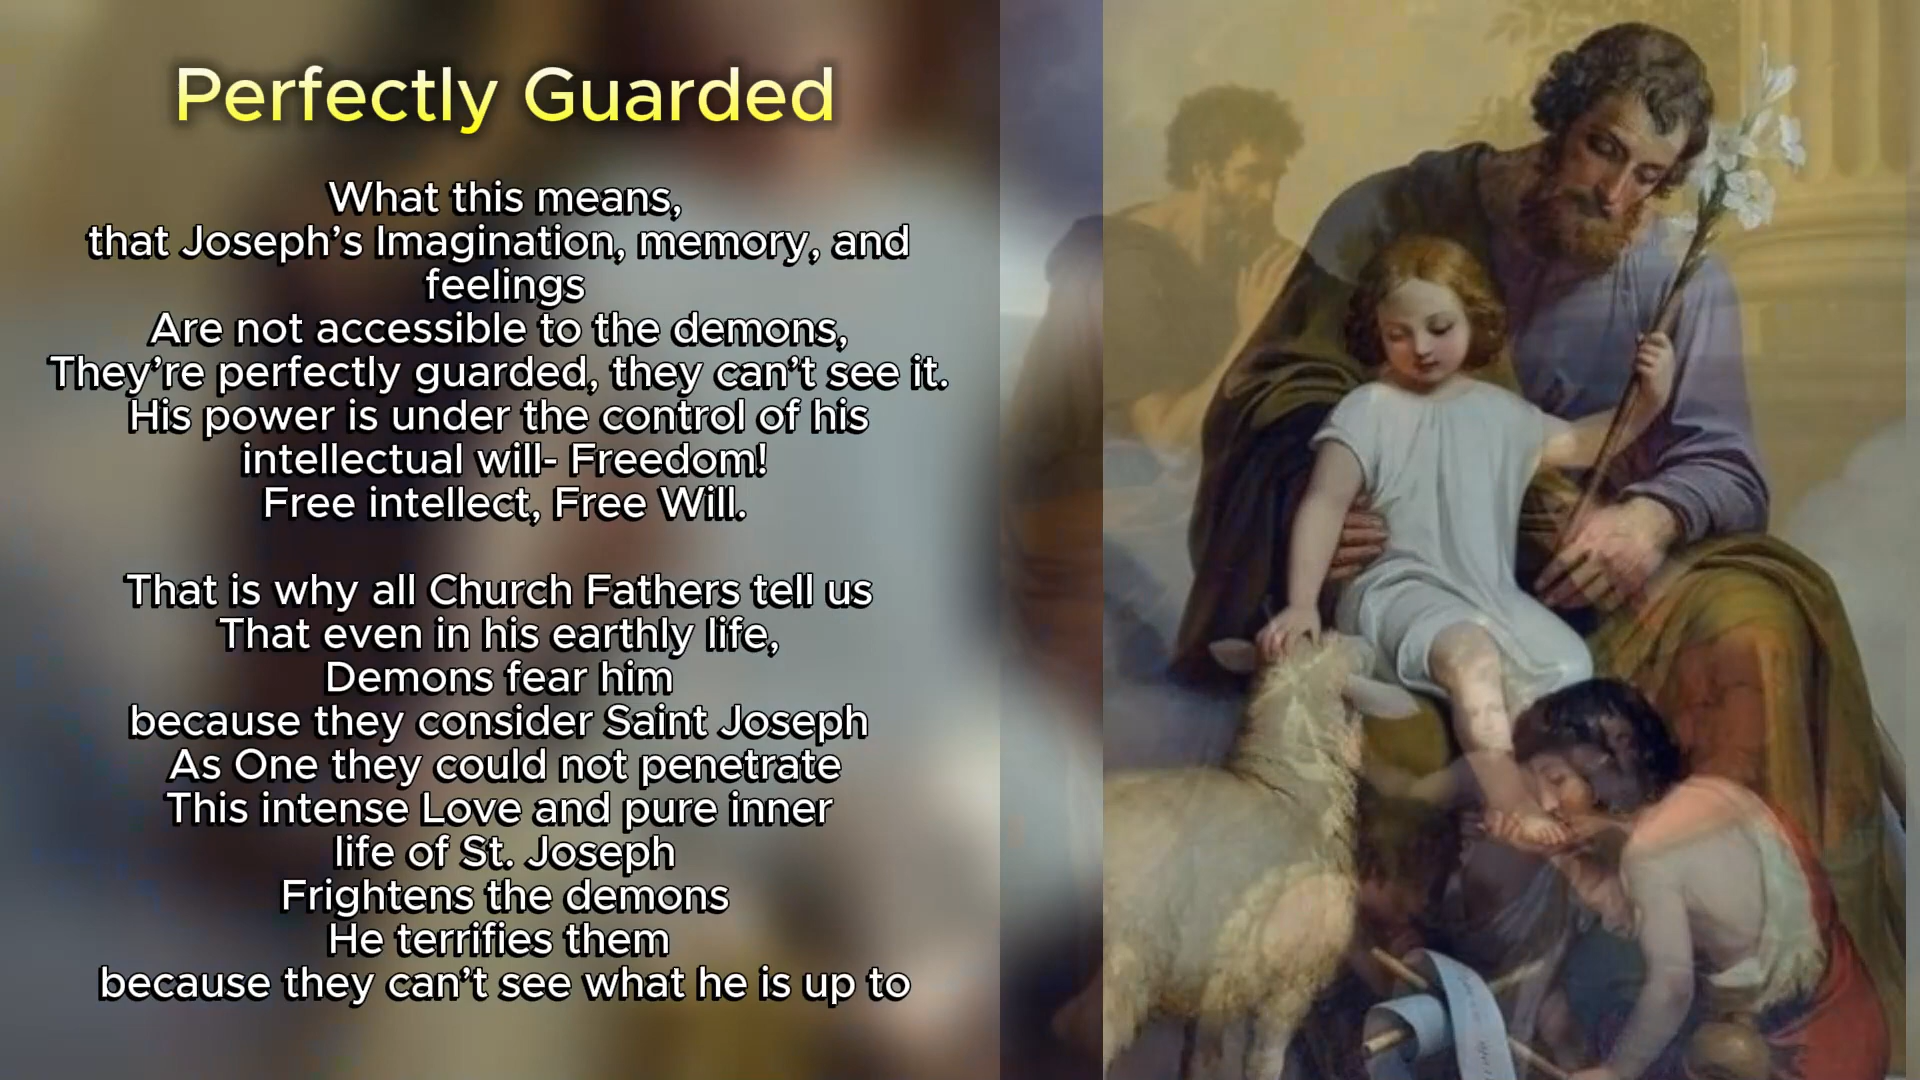 Perfectly Guarded
What this means,
that Joseph’s Imagination, memory, and
feelings
Are not accessible to the demons,
They’re perfectly guarded, they can’t see it.
His power is under the control of his
intellectual will- Freedom!
Free intellect, Free Will.
That is why all Church Fathers tell us
That even in his earthly life,
Demons fear him
because they consider Saint Joseph
As One they could not penetrate
This intense Love and pure inner
life of St. Joseph
Frightens the demons
He terrifies them
because they can’t see what he is up to